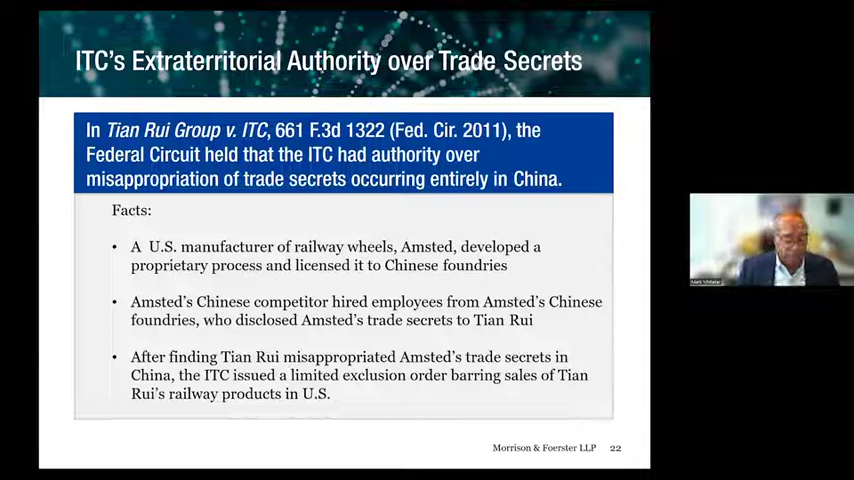 ITC's Extraterritorial Authority over Trade Secrets
In Tian Rui Group v. ITC, 661 F.3d 1322 (Fed. Cir. 2011), the
Federal Circuit held that the ITC had authority over
misappropriation of trade secrets occurring entirely in China.
Facts:
• A U.S. manufacturer of railway wheels, Amsted, developed a
proprietary process and licensed it to Chinese foundries
• Amsted's Chinese competitor hired employees from Amsted's Chinese
foundries, who disclosed Amsted's trade secrets to Tian Rui
• After finding Tian Rui misappropriated Amsted's trade secrets in
China, the ITC issued a limited exclusion order barring sales of Tian
Rui's railway products in U.S.
Morrison & Foerster LLP 22
Mark Whitaker